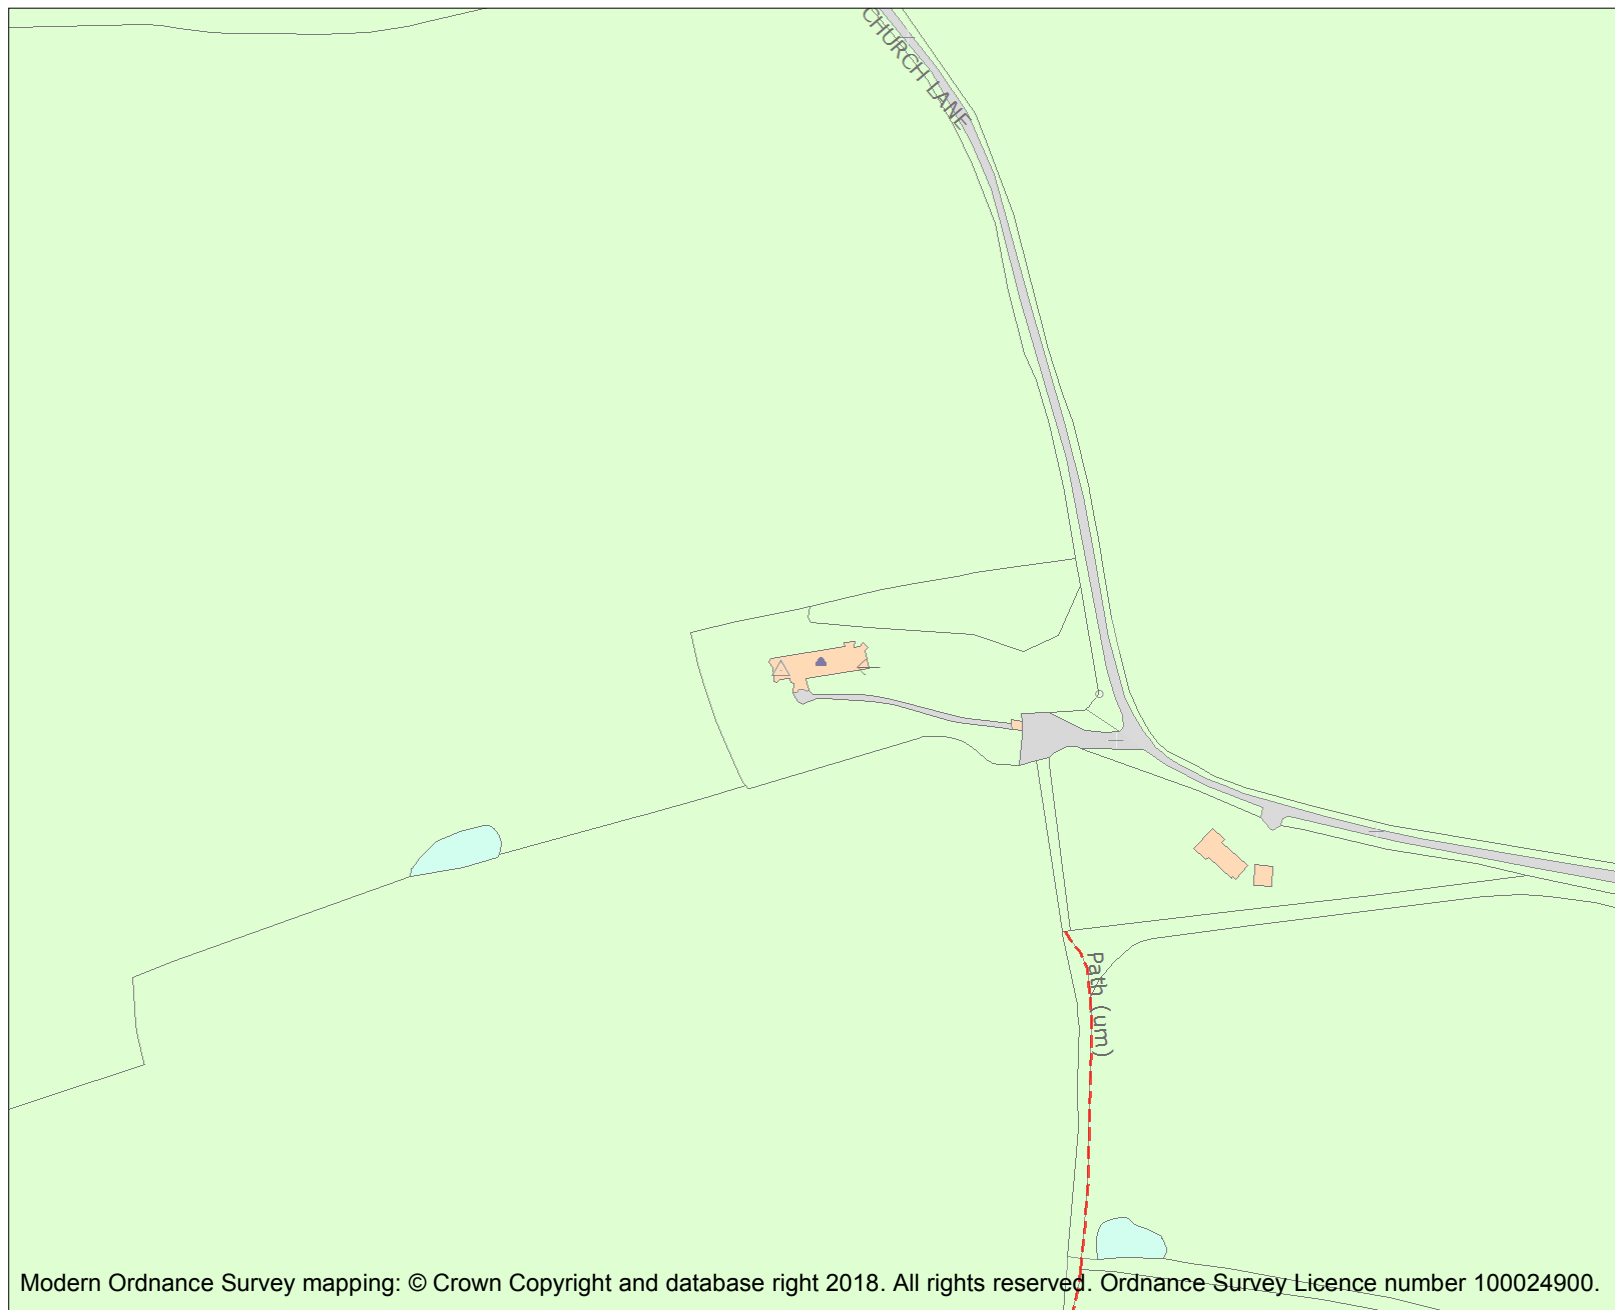 CHURCH LANE
Path (um)
Modern Ordnance Survey mapping: © Crown Copyright and database right 2018. All rights reserved. Ordnance Survey Licence number 100024900.